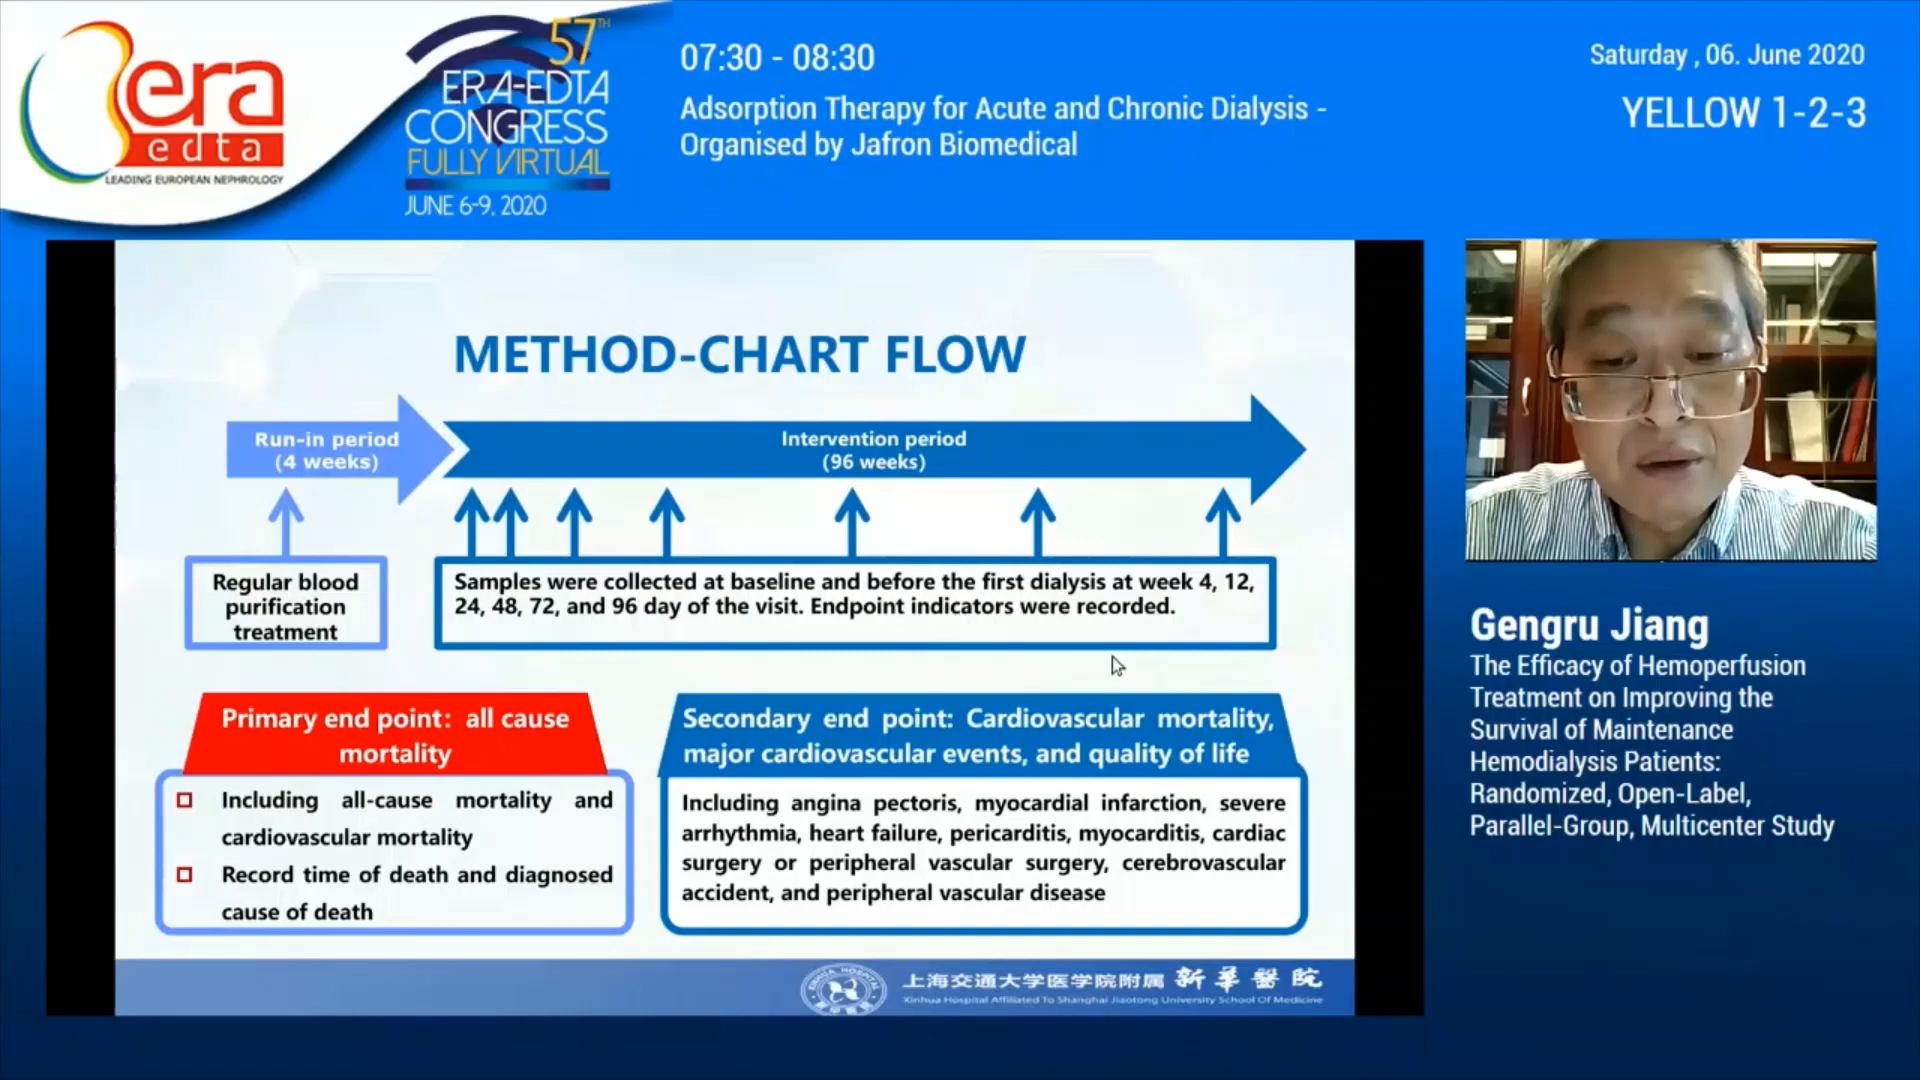 era
edta
LEADING EUROPEAN NEPHROLOGY
57TH
ERA-EDTA
CONGRESS
FULLY VIRTUAL
JUNE 6-9, 2020
07:30 - 08:30
Adsorption Therapy for Acute and Chronic Dialysis -
Organised by Jafron Biomedical
Saturday , 06. June 2020
YELLOW 1-2-3
METHOD-CHART FLOW
Run-in period
(4 weeks)
Intervention period
(96 weeks)
Regular blood
purification
treatment
Samples were collected at baseline and before the first dialysis at week 4, 12,
24, 48, 72, and 96 day of the visit. Endpoint indicators were recorded.
Primary end point: all cause
mortality
Including all-cause mortality and
cardiovascular mortality
Record time of death and diagnosed
cause of death
Secondary end point: Cardiovascular mortality,
major cardiovascular events, and quality of life
Including angina pectoris, myocardial infarction, severe
arrhythmia, heart failure, pericarditis, myocarditis, cardiac
surgery or peripheral vascular surgery, cerebrovascular
accident, and peripheral vascular disease
上海交通大学医学院附属 新華醫院
Xinhua Hospital Affiliated To Shanghai Jiaotong University School Of Medicine
Gengru Jiang
The Efficacy of Hemoperfusion
Treatment on Improving the
Survival of Maintenance
Hemodialysis Patients:
Randomized, Open-Label,
Parallel-Group, Multicenter Study